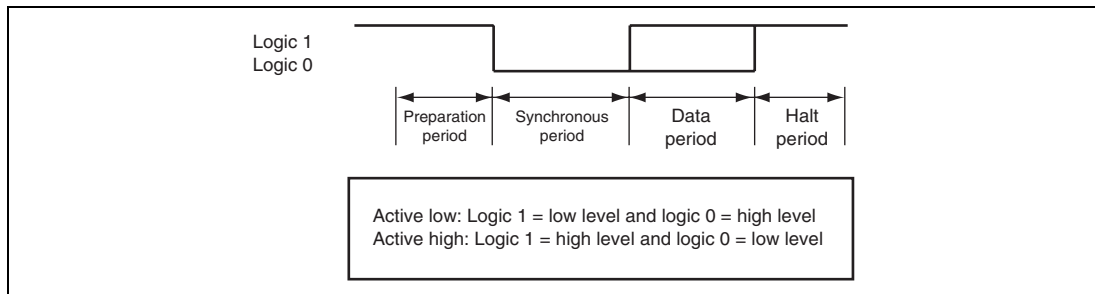 Logic 1
Logic 0
Preparation period
Synchronous period
Data period
Halt period
Active low: Logic 1 = low level and logic 0 = high level
Active high: Logic 1 = high level and logic 0 = low level